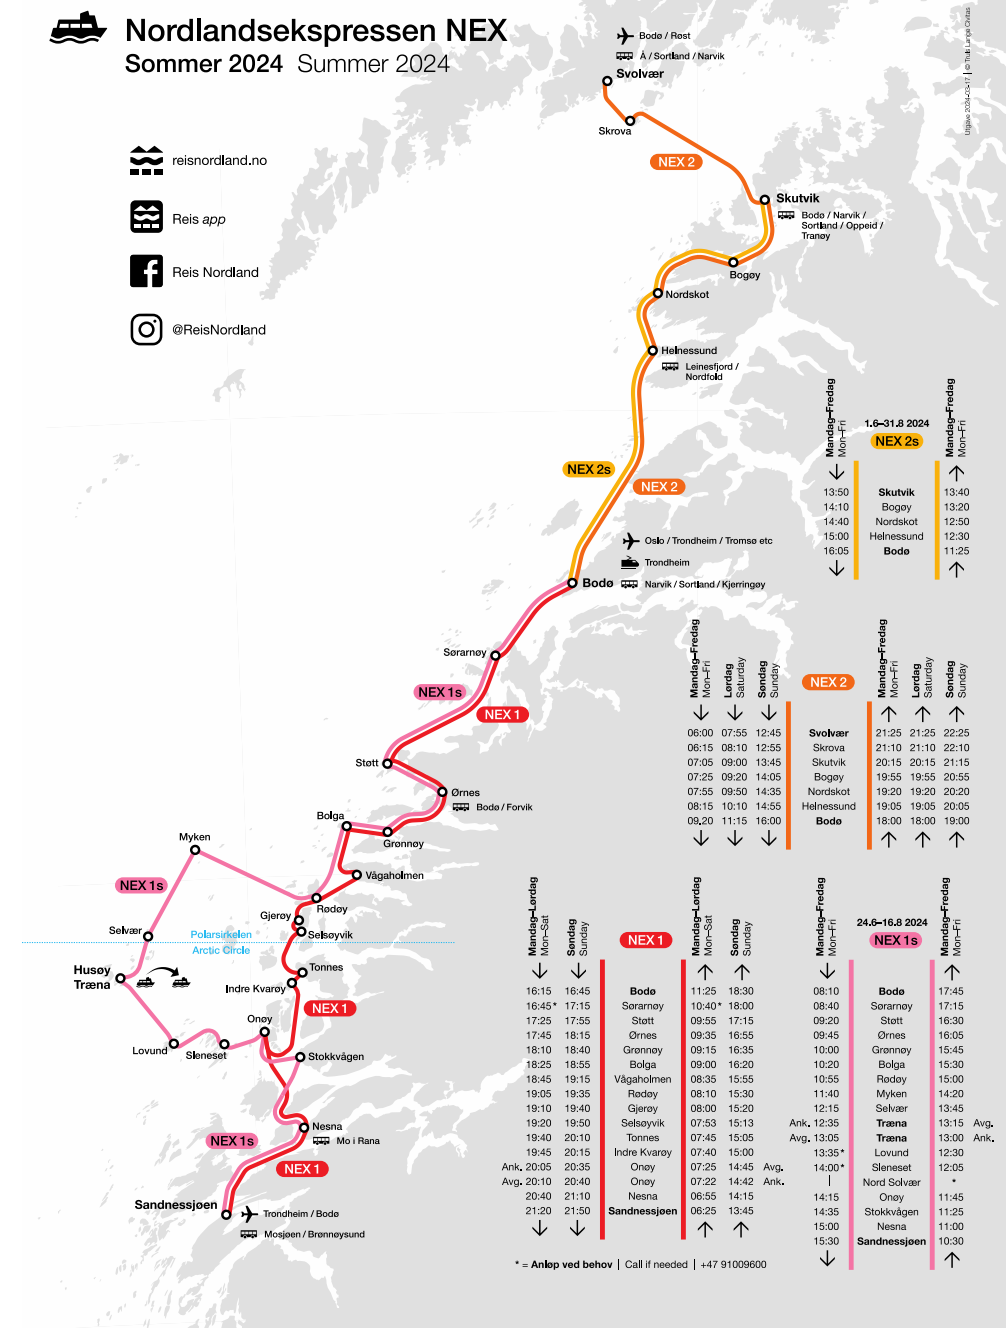 Nordlandsekspressen NEX
Sommer 2024 Summer 2024
Utgave 2024-03-17 | © Truls Lange Civitas
reisnordland.no
Reis app
Reis Nordland
@ReisNordland
Bodø / Røst
Å / Sortland / Narvik
Svolvær
Skrova
NEX 2
Skutvik
Bodø / Narvik /
Sortland / Oppeid /
Tranøy
Bogøy
Nordskot
Helnessund
Leinesfjord /
Nordfold
NEX 2s
NEX 2
Oslo / Trondheim / Tromsø etc
Trondheim
Bodø
Narvik / Sortland / Kjerringøy
Sørarnøy
NEX 1s
NEX 1
Støtt
Ørnes
Bodø / Forvik
Bolga
Grønnøy
Myken
Vågaholmen
NEX 1s
Rødøy
Gjerøy
Selsøyvik
Selvær
Polarsirkelen
Arctic Circle
Husøy
Træna
Tonnes
Indre Kvarøy
NEX 1
Onøy
Lovund
Sleneset
Stokkvågen
Nesna
Mo i Rana
NEX 1s
NEX 1
Sandnessjøen
Trondheim / Bodø
Mosjøen / Brønnøysund
Mandag–Fredag
Mon–Fri
1.6–31.8 2024
NEX 2s
Mandag–Fredag
Mon–Fri
13:50 Skutvik 13:40
14:10 Bogøy 13:20
14:40 Nordskot 12:50
15:00 Helnessund 12:30
16:05 Bodø 11:25
Mandag–Fredag
Mon–Fri
Lørdag
Saturday
Søndag
Sunday
NEX 2
Mandag–Fredag
Mon–Fri
Lørdag
Saturday
Søndag
Sunday
06:00 07:55 12:45 Svolvær 21:25 21:25 22:25
06:15 08:10 12:55 Skrova 21:10 21:10 22:10
07:05 09:00 13:45 Skutvik 20:15 20:15 21:15
07:25 09:20 14:05 Bogøy 19:55 19:55 20:55
07:55 09:50 14:35 Nordskot 19:20 19:20 20:20
08:15 10:10 14:55 Helnessund 19:05 19:05 20:05
09.20 11:15 16:00 Bodø 18:00 18:00 19:00
Mandag–Lørdag
Mon–Sat
Søndag
Sunday
NEX 1
Mandag–Lørdag
Mon–Sat
Søndag
Sunday
16:15 16:45 Bodø 11:25 18:30
16:45* 17:15 Sørarnøy 10:40* 18:00
17:25 17:55 Støtt 09:55 17:15
17:45 18:15 Ørnes 09:35 16:55
18:10 18:40 Grønnøy 09:15 16:35
18:25 18:55 Bolga 09:00 16:20
18:45 19:15 Vågaholmen 08:35 15:55
19:05 19:35 Rødøy 08:10 15:30
19:10 19:40 Gjerøy 08:00 15:20
19:20 19:50 Selsøyvik 07:53 15:13
19:40 20:10 Tonnes 07:45 15:05
19:45 20:15 Indre Kvarøy 07:40 15:00
Ank. 20:05 20:35 Onøy 07:25 14:45 Avg.
Avg. 20:10 20:40 Onøy 07:22 14:42 Ank.
20:40 21:10 Nesna 06:55 14:15
21:20 21:50 Sandnessjøen 06:25 13:45
Mandag–Fredag
Mon–Fri
24.6–16.8 2024
NEX 1s
Mandag–Fredag
Mon–Fri
08:10 Bodø 17:45
08:40 Sørarnøy 17:15
09:20 Støtt 16:30
09:45 Ørnes 16:05
10:00 Grønnøy 15:45
10:20 Bolga 15:30
10:55 Rødøy 15:00
11:40 Myken 14:20
12:15 Selvær 13:45
Ank. 12:35 Træna 13:15 Avg.
Avg. 13:05 Træna 13:00 Ank.
13:35* Lovund 12:30
14:00* Sleneset 12:05
| Nord Solvær *
14:15 Onøy 11:45
14:35 Stokkvågen 11:25
15:00 Nesna 11:00
15:30 Sandnessjøen 10:30
* = Anløp ved behov | Call if needed | +47 91009600